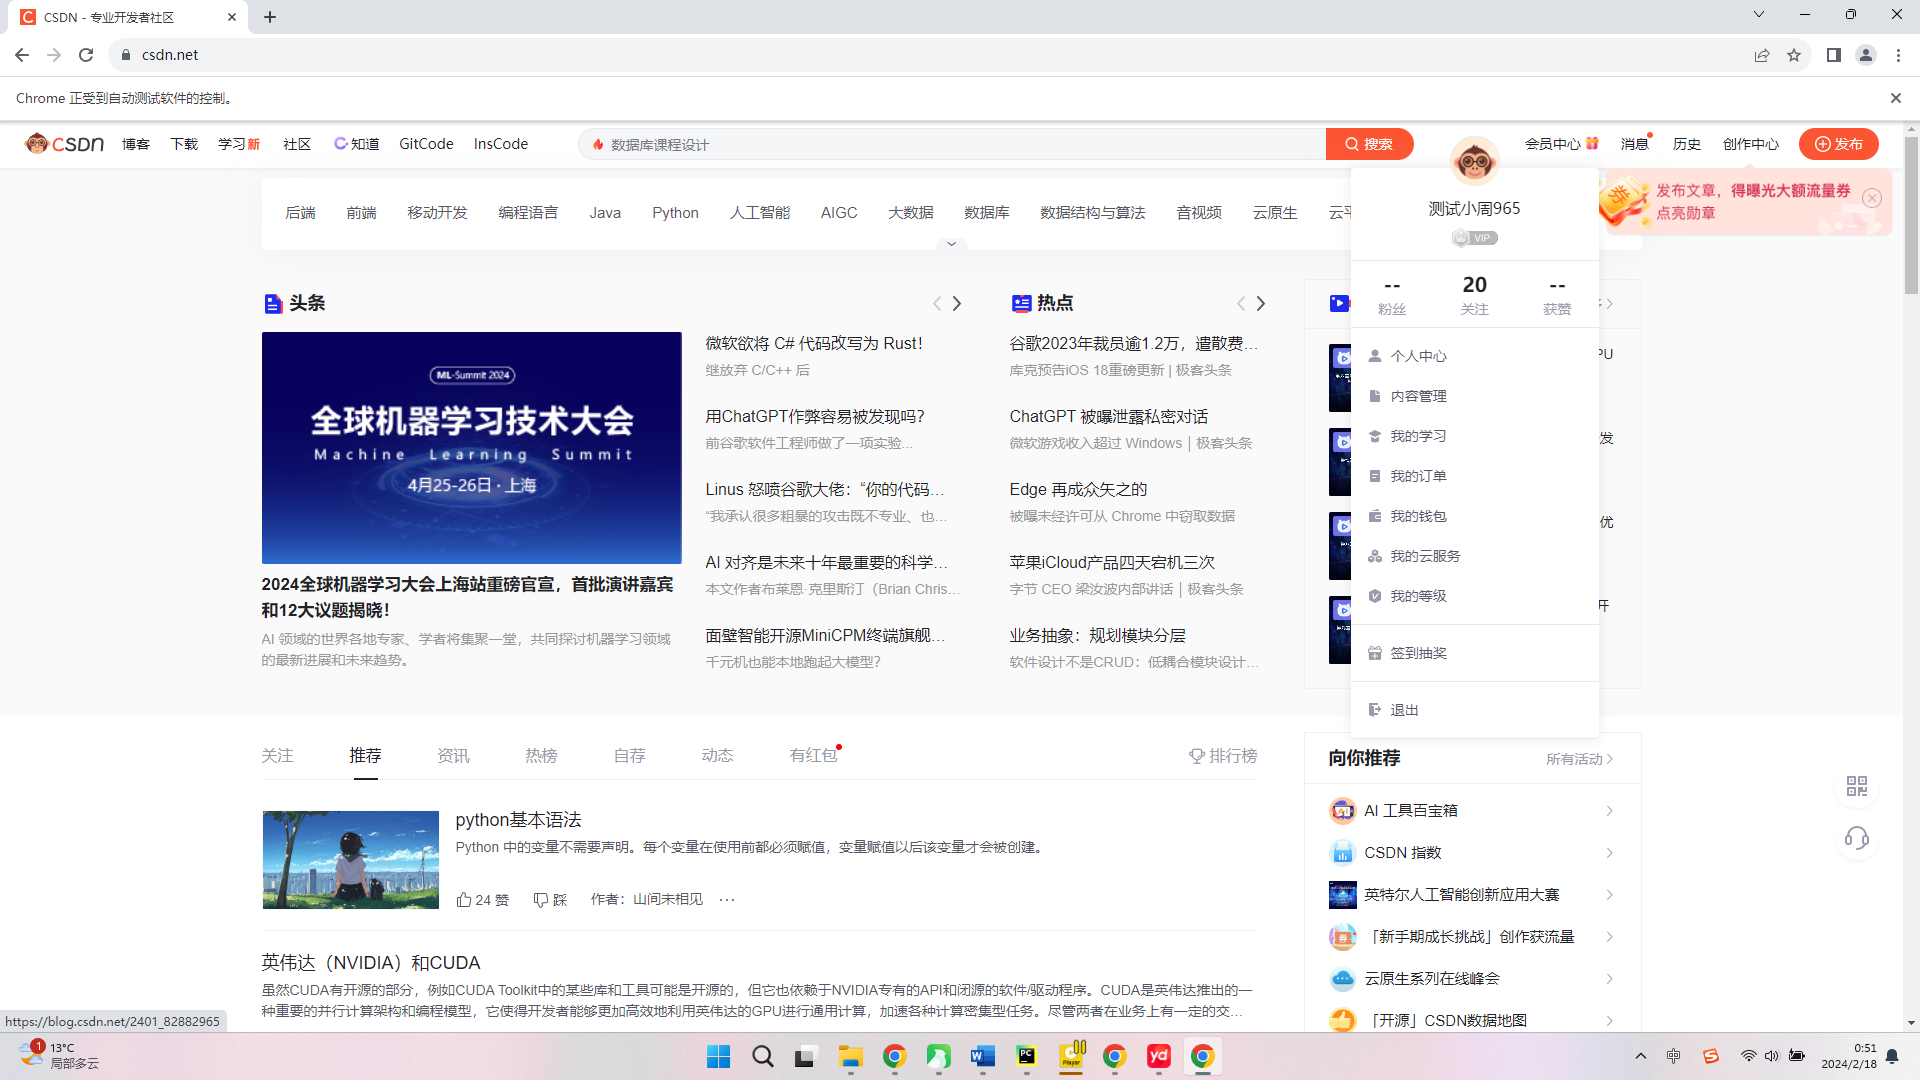 CSDN - 专业开发者社区
csdn.net
Chrome 正受到自动测试软件的控制。
CSDN 博客 下载 学习新 社区 知道 GitCode InsCode 数据库课程设计 搜索 会员中心 消息 历史 创作中心 发布
后端 前端 移动开发 编程语言 Java Python 人工智能 AIGC 大数据 数据库 数据结构与算法 音视频 云原生 云平
发布文章，得曝光大额流量券
点亮勋章
测试小周965
VIP
-- 20 --
粉丝 关注 获赞
个人中心
内容管理
我的学习
我的订单
我的钱包
我的云服务
我的等级
签到抽奖
退出
头条
ML-Summit 2024
全球机器学习技术大会
Machine Learning Summit
4月25-26日·上海
2024全球机器学习大会上海站重磅官宣，首批演讲嘉宾
和12大议题揭晓！
AI 领域的世界各地专家、学者将集聚一堂，共同探讨机器学习领域
的最新进展和未来趋势。
微软欲将 C# 代码改写为 Rust！
继放弃 C/C++ 后
用ChatGPT作弊容易被发现吗？
前谷歌软件工程师做了一项实验...
Linus 怒喷谷歌大佬：“你的代码…
“我承认很多粗暴的攻击既不专业、也…
AI 对齐是未来十年最重要的科学…
本文作者布莱恩·克里斯汀（Brian Chris…
面壁智能开源MiniCPM终端旗舰…
千元机也能本地跑起大模型？
热点
谷歌2023年裁员逾1.2万，遣散费…
库克预告iOS 18重磅更新 | 极客头条
ChatGPT 被曝泄露私密对话
微软游戏收入超过 Windows｜极客头条
Edge 再成众矢之的
被曝未经许可从 Chrome 中窃取数据
苹果iCloud产品四天宕机三次
字节 CEO 梁汝波内部讲话｜极客头条
业务抽象：规划模块分层
软件设计不是CRUD：低耦合模块设计…
PU
发
优
开
关注 推荐 资讯 热榜 自荐 动态 有红包 排行榜
python基本语法
Python 中的变量不需要声明。每个变量在使用前都必须赋值，变量赋值以后该变量才会被创建。
24 赞 踩 作者：山间未相见 ...
英伟达（NVIDIA）和CUDA
虽然CUDA有开源的部分，例如CUDA Toolkit中的某些库和工具可能是开源的，但它也依赖于NVIDIA专有的API和闭源的软件/驱动程序。CUDA是英伟达推出的一
种重要的并行计算架构和编程模型，它使得开发者能够更加高效地利用英伟达的GPU进行通用计算，加速各种计算密集型任务。尽管两者在业务上有一定的交…
向你推荐 所有活动
AI 工具百宝箱
CSDN 指数
英特尔人工智能创新应用大赛
「新手期成长挑战」创作获流量
云原生系列在线峰会
「开源」CSDN数据地图
https://blog.csdn.net/2401_82882965
1
13°C
局部多云
中
0:51
2024/2/18